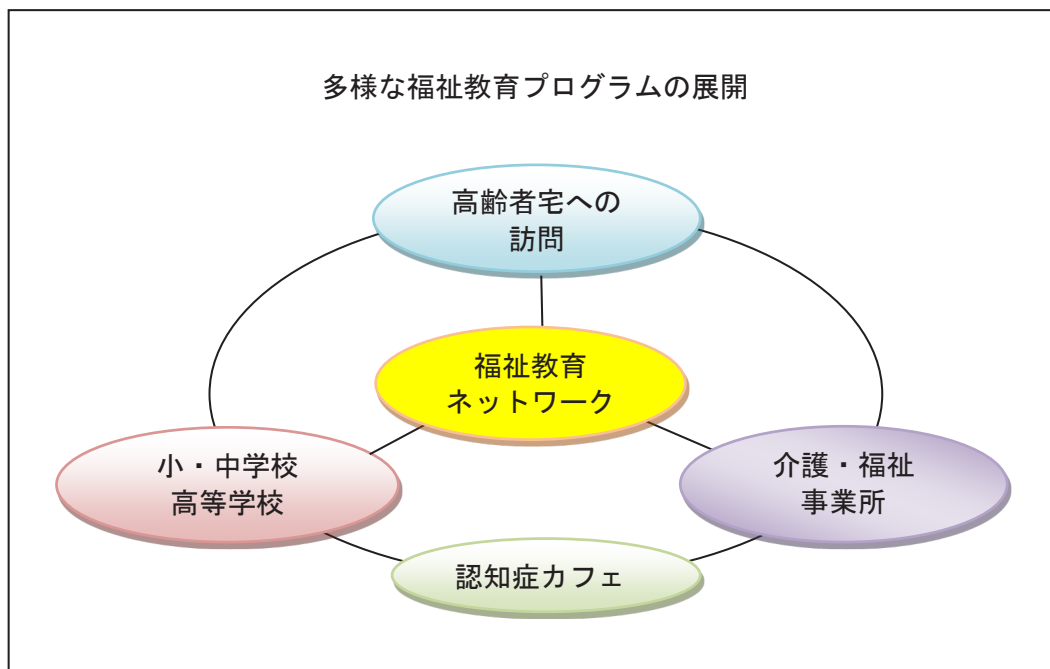 多様な福祉教育プログラムの展開
高齢者宅への
訪問
福祉教育
ネットワーク
小・中学校
高等学校
介護・福祉
事業所
認知症カフェ